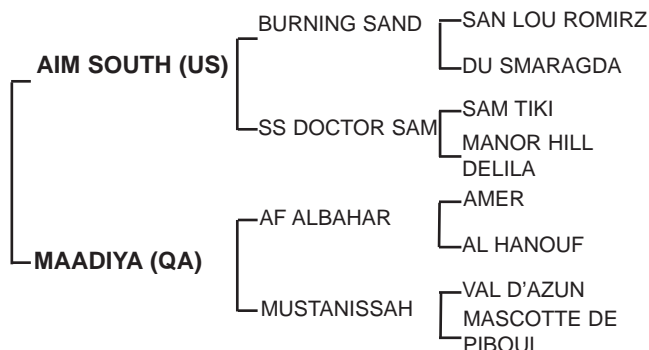 BURNING SAND
SAN LOU ROMIRZ
AIM SOUTH (US)
DU SMARAGDA
SS DOCTOR SAM
SAM TIKI
MANOR HILL
DELILA
AF ALBAHAR
AMER
MAADIYA (QA)
AL HANOUF
MUSTANISSAH
VAL D'AZUN
MASCOTTE DE
PIBOUL